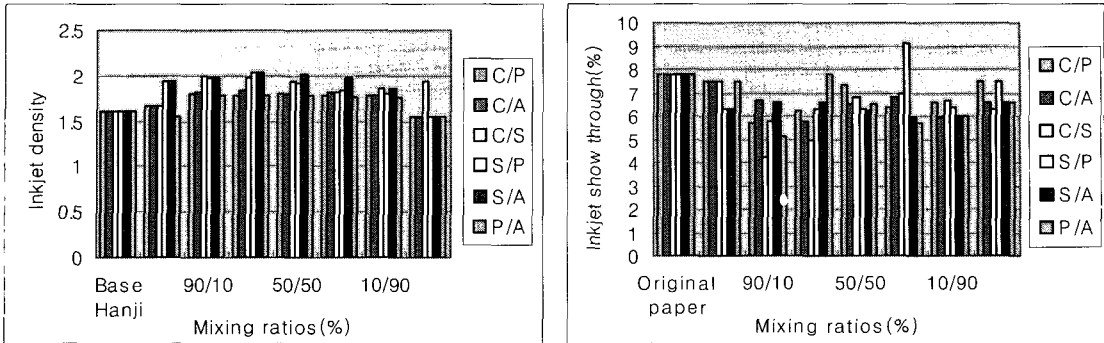 2.5
2
1.5
1
0.5
0
Inkjet density
Base
Hanji
90/10
50/50
10/90
Mixing ratios(%)
C/P
C/A
C/S
S/P
S/A
P/A
10
9
8
7
6
5
4
3
2
1
0
Inkjet show through(%)
Original
paper
90/10
50/50
10/90
Mixing ratios(%)
C/P
C/A
C/S
S/P
S/A
P/A